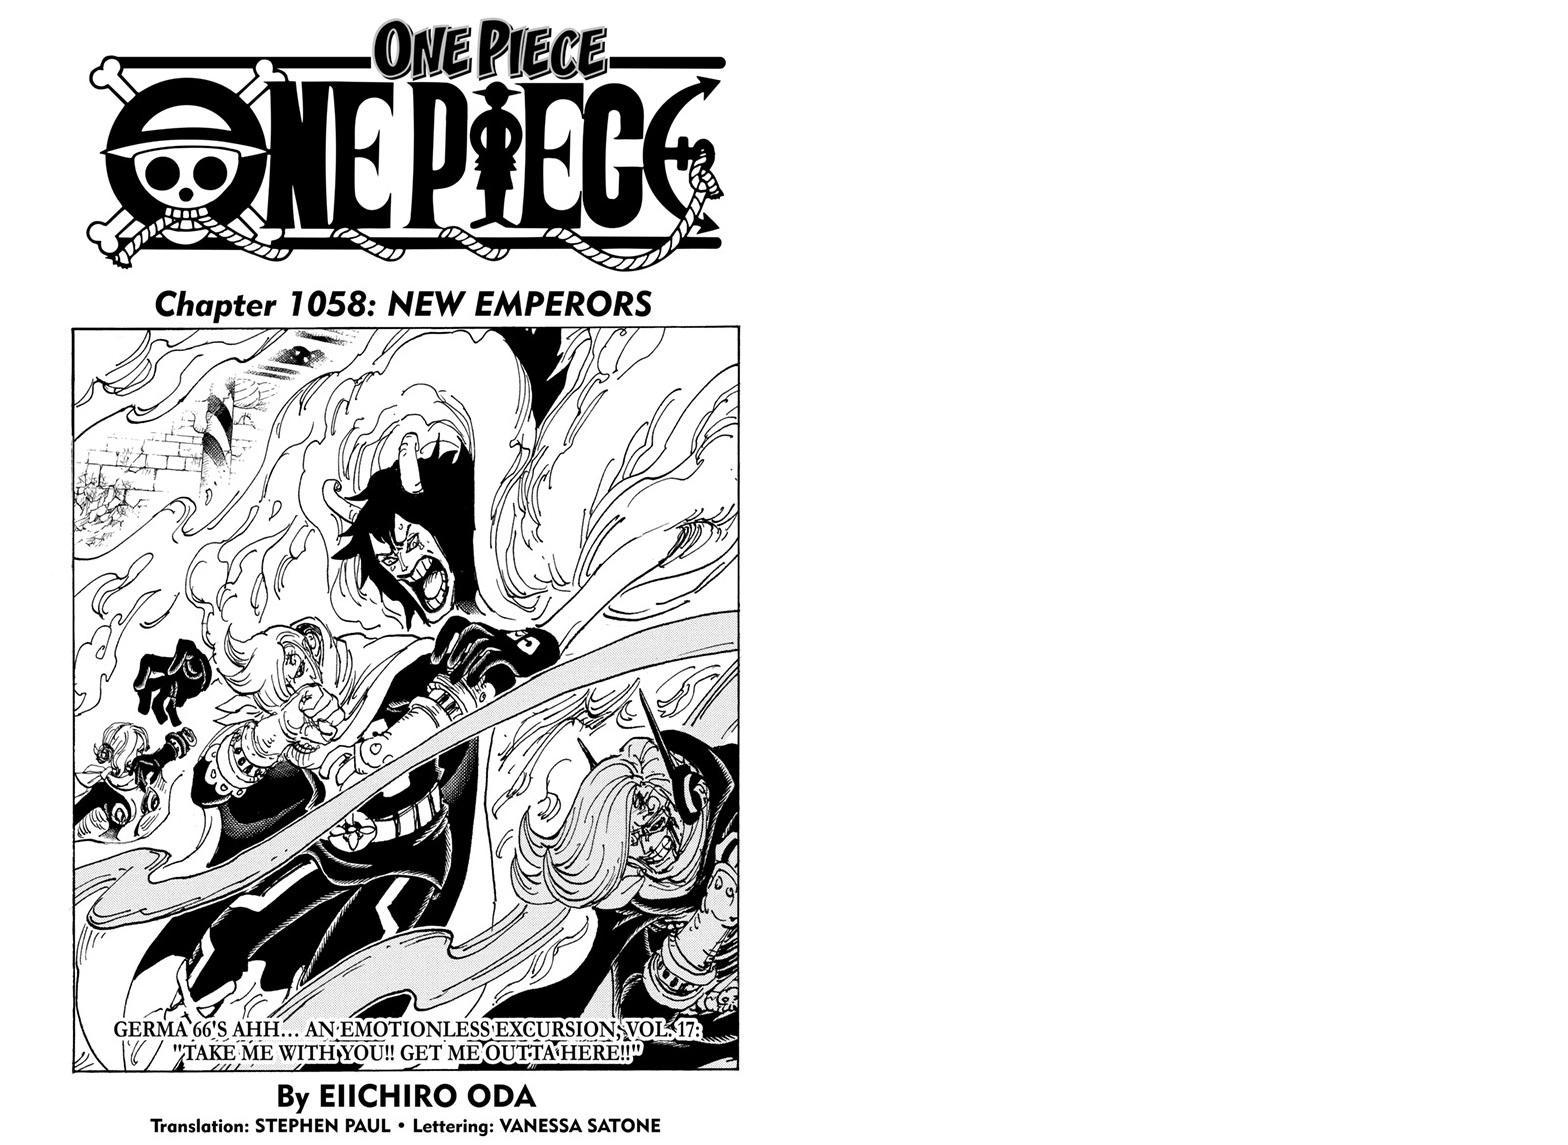 ONE PIECE
ONE PIECE
Chapter 1058: NEW EMPERORS
GERMA 66'S AHH... AN EMOTIONLESS EXCURSION, VOL. 17:
"TAKE ME WITH YOU!! GET ME OUTTA HERE!!"
By EIICHIRO ODA
Translation: STEPHEN PAUL • Lettering: VANESSA SATONE